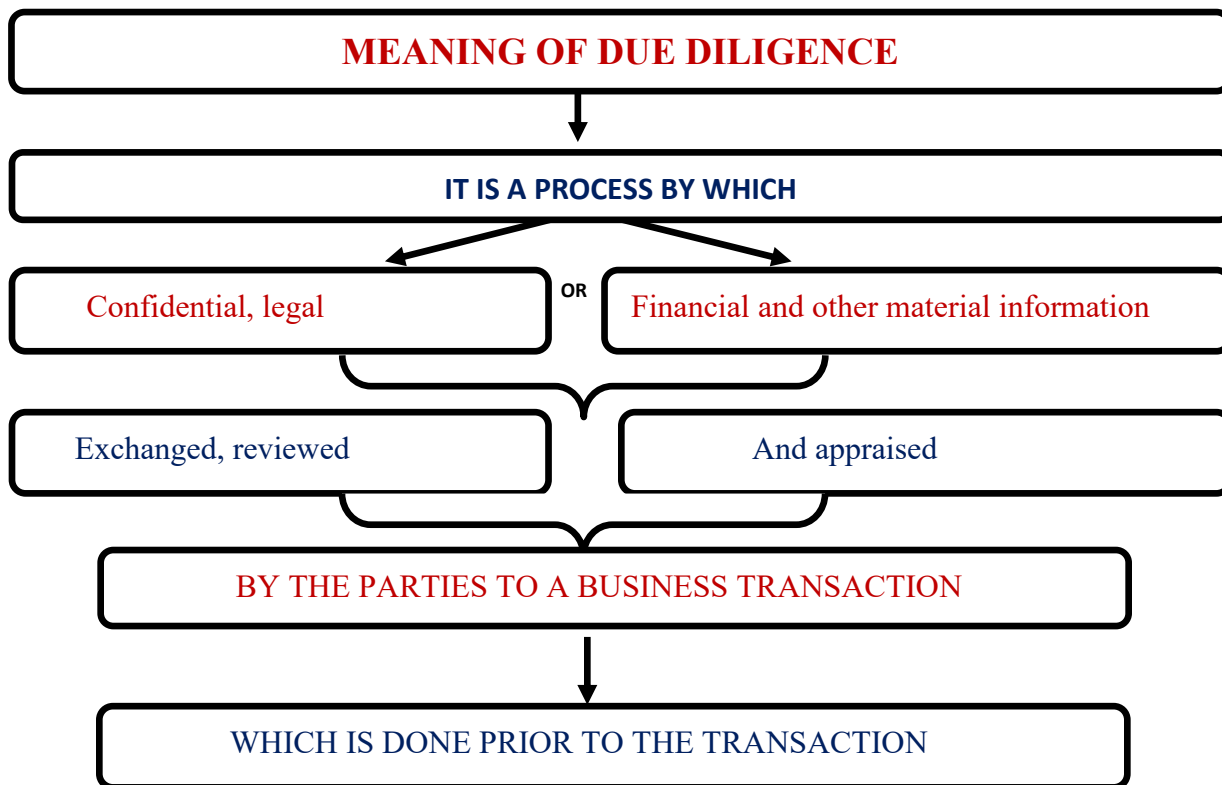 MEANING OF DUE DILIGENCE
IT IS A PROCESS BY WHICH
Confidential, legal
OR
Financial and other material information
Exchanged, reviewed
And appraised
BY THE PARTIES TO A BUSINESS TRANSACTION
WHICH IS DONE PRIOR TO THE TRANSACTION